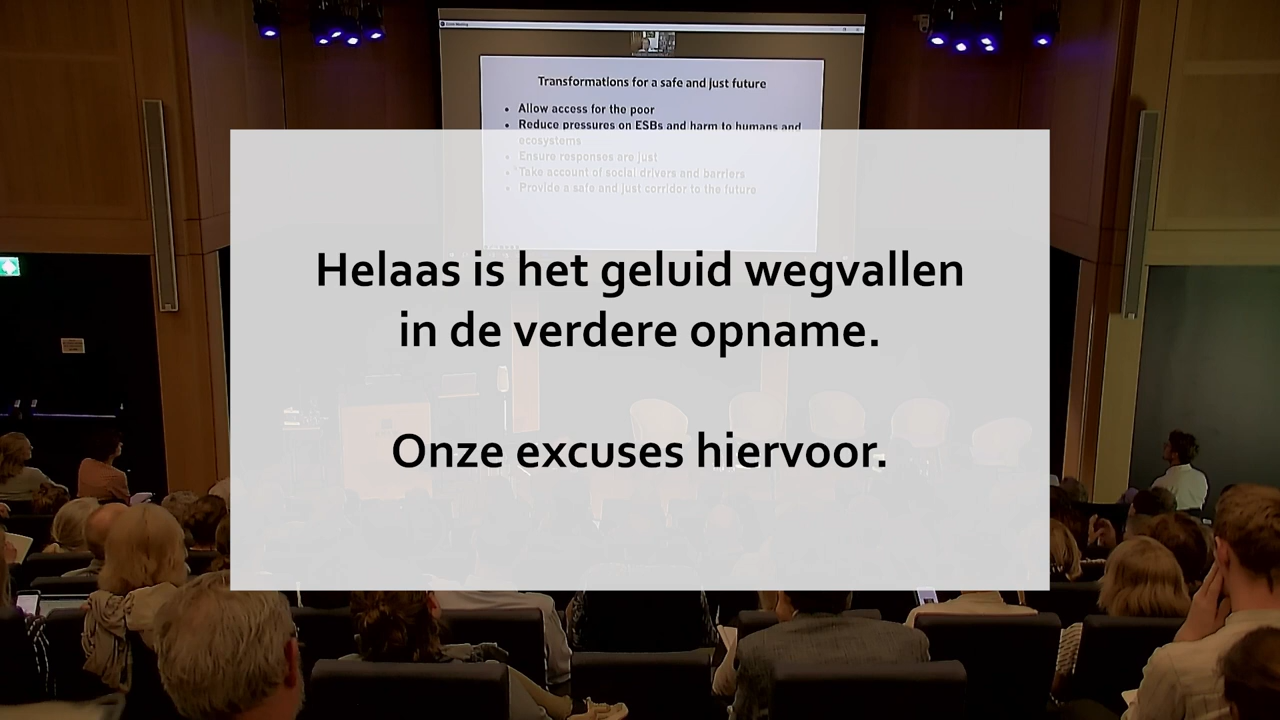 Zoom Meeting
Transformations for a safe and just future
• Allow access for the poor
• Reduce pressures on ESBs and harm to humans and
ecosystems
• Ensure responses are just
• Take account of social drivers and barriers
• Provide a safe and just corridor to the future
Helaas is het geluid wegvallen
in de verdere opname.
Onze excuses hiervoor.